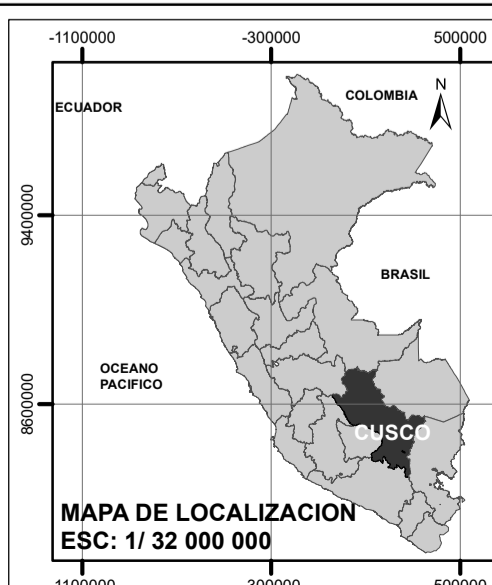 -1100000 -300000 500000
ECUADOR
COLOMBIA
N
9400000
BRASIL
OCEANO
PACIFICO
8600000
CUSCO
MAPA DE LOCALIZACION
ESC: 1/ 32 000 000